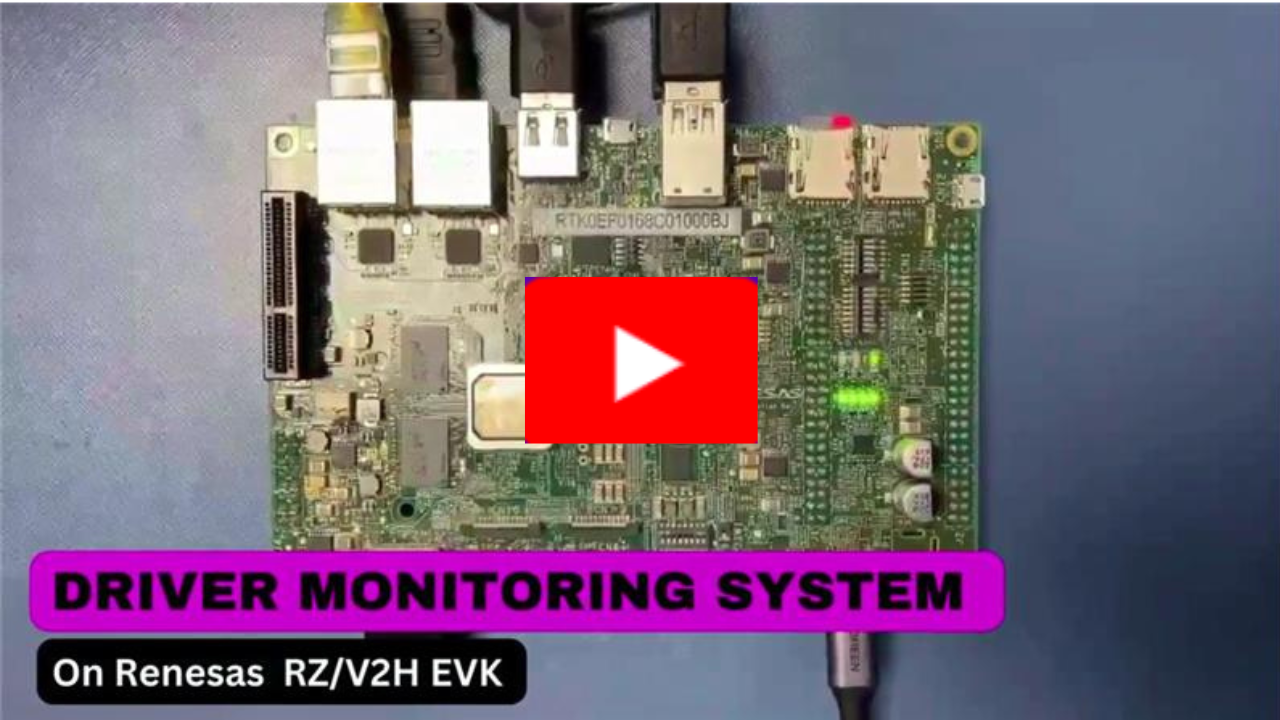 RTK0EF0168C01000BJ
DRIVER MONITORING SYSTEM
On Renesas RZ/V2H EVK